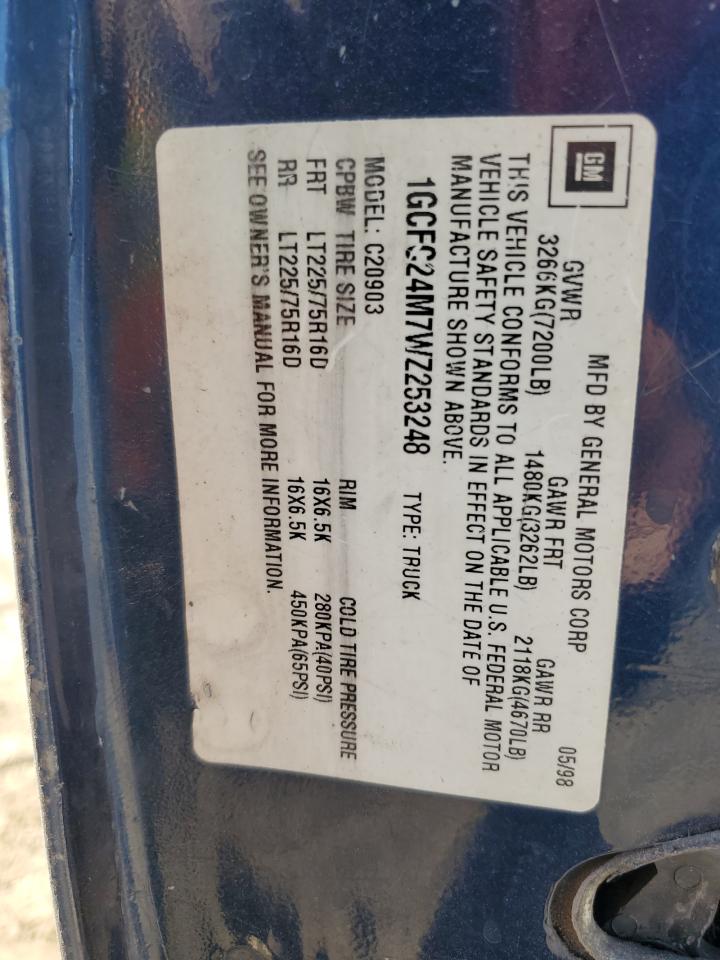 GM
MFD BY GENERAL MOTORS CORP 05/98
GVWR GAWR FRT GAWR RR
3266KG(7200LB) 1480KG(3262LB) 2118KG(4670LB)
THIS VEHICLE CONFORMS TO ALL APPLICABLE U.S. FEDERAL MOTOR
VEHICLE SAFETY STANDARDS IN EFFECT ON THE DATE OF
MANUFACTURE SHOWN ABOVE.
1GCFC24M7WZ253248 TYPE: TRUCK
MODEL: C20903
CPBW TIRE SIZE RIM COLD TIRE PRESSURE
FRT LT225/75R16D 16X6.5K 280KPA(40PSI)
RR LT225/75R16D 16X6.5K 450KPA(65PSI)
SEE OWNER'S MANUAL FOR MORE INFORMATION.